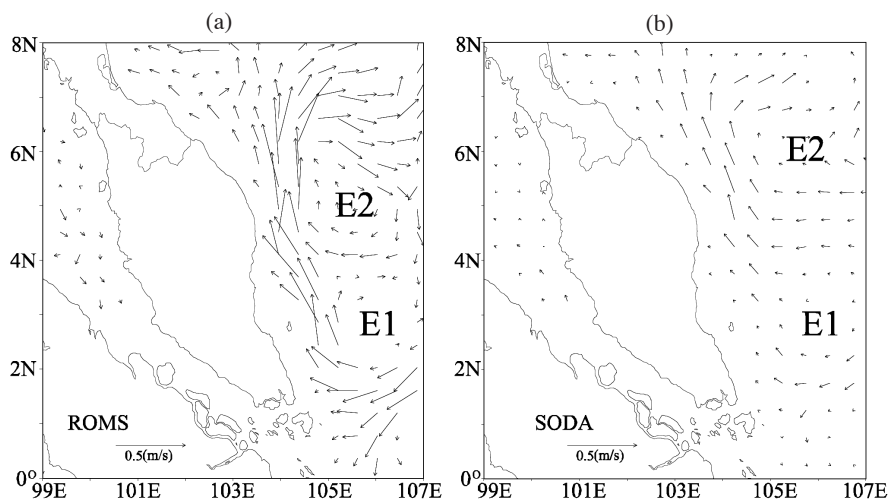 (a)
(b)
8N
6N
4N
2N
0°
99E
101E
103E
105E
107E
E2
E1
ROMS
0.5(m/s)
8N
6N
4N
2N
0°
99E
101E
103E
105E
107E
E2
E1
SODA
0.5(m/s)